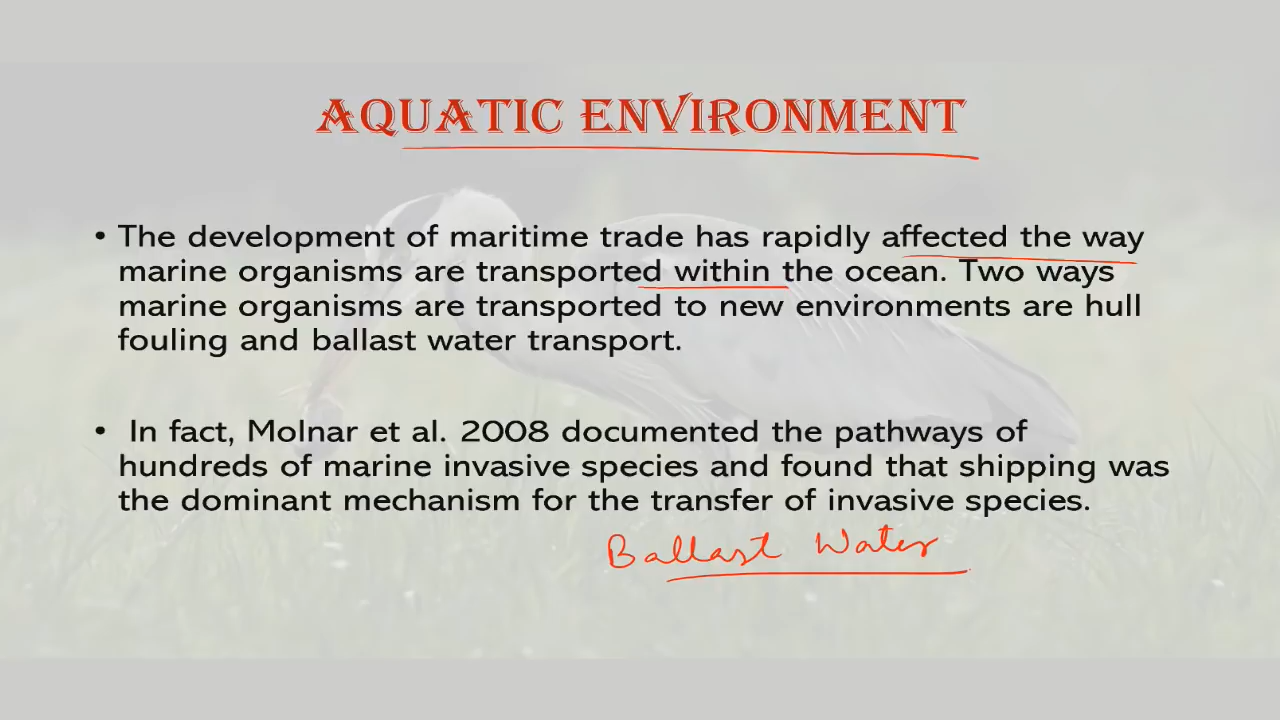 AQUATIC ENVIRONMENT
• The development of maritime trade has rapidly affected the way
marine organisms are transported within the ocean. Two ways
marine organisms are transported to new environments are hull
fouling and ballast water transport.
• In fact, Molnar et al. 2008 documented the pathways of
hundreds of marine invasive species and found that shipping was
the dominant mechanism for the transfer of invasive species.
Ballast Water